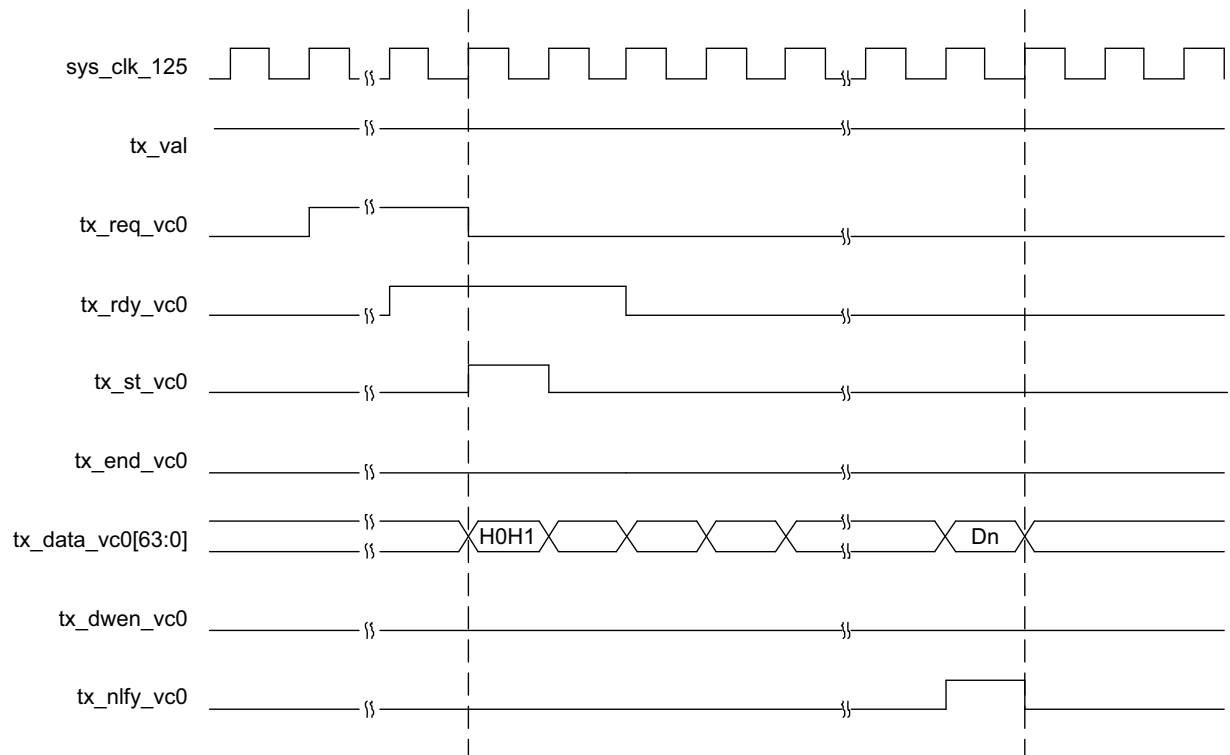 sys_clk_125
tx_val
tx_req_vc0
tx_rdy_vc0
tx_st_vc0
tx_end_vc0
tx_data_vc0[63:0]
H0H1
Dn
tx_dwen_vc0
tx_nlfy_vc0